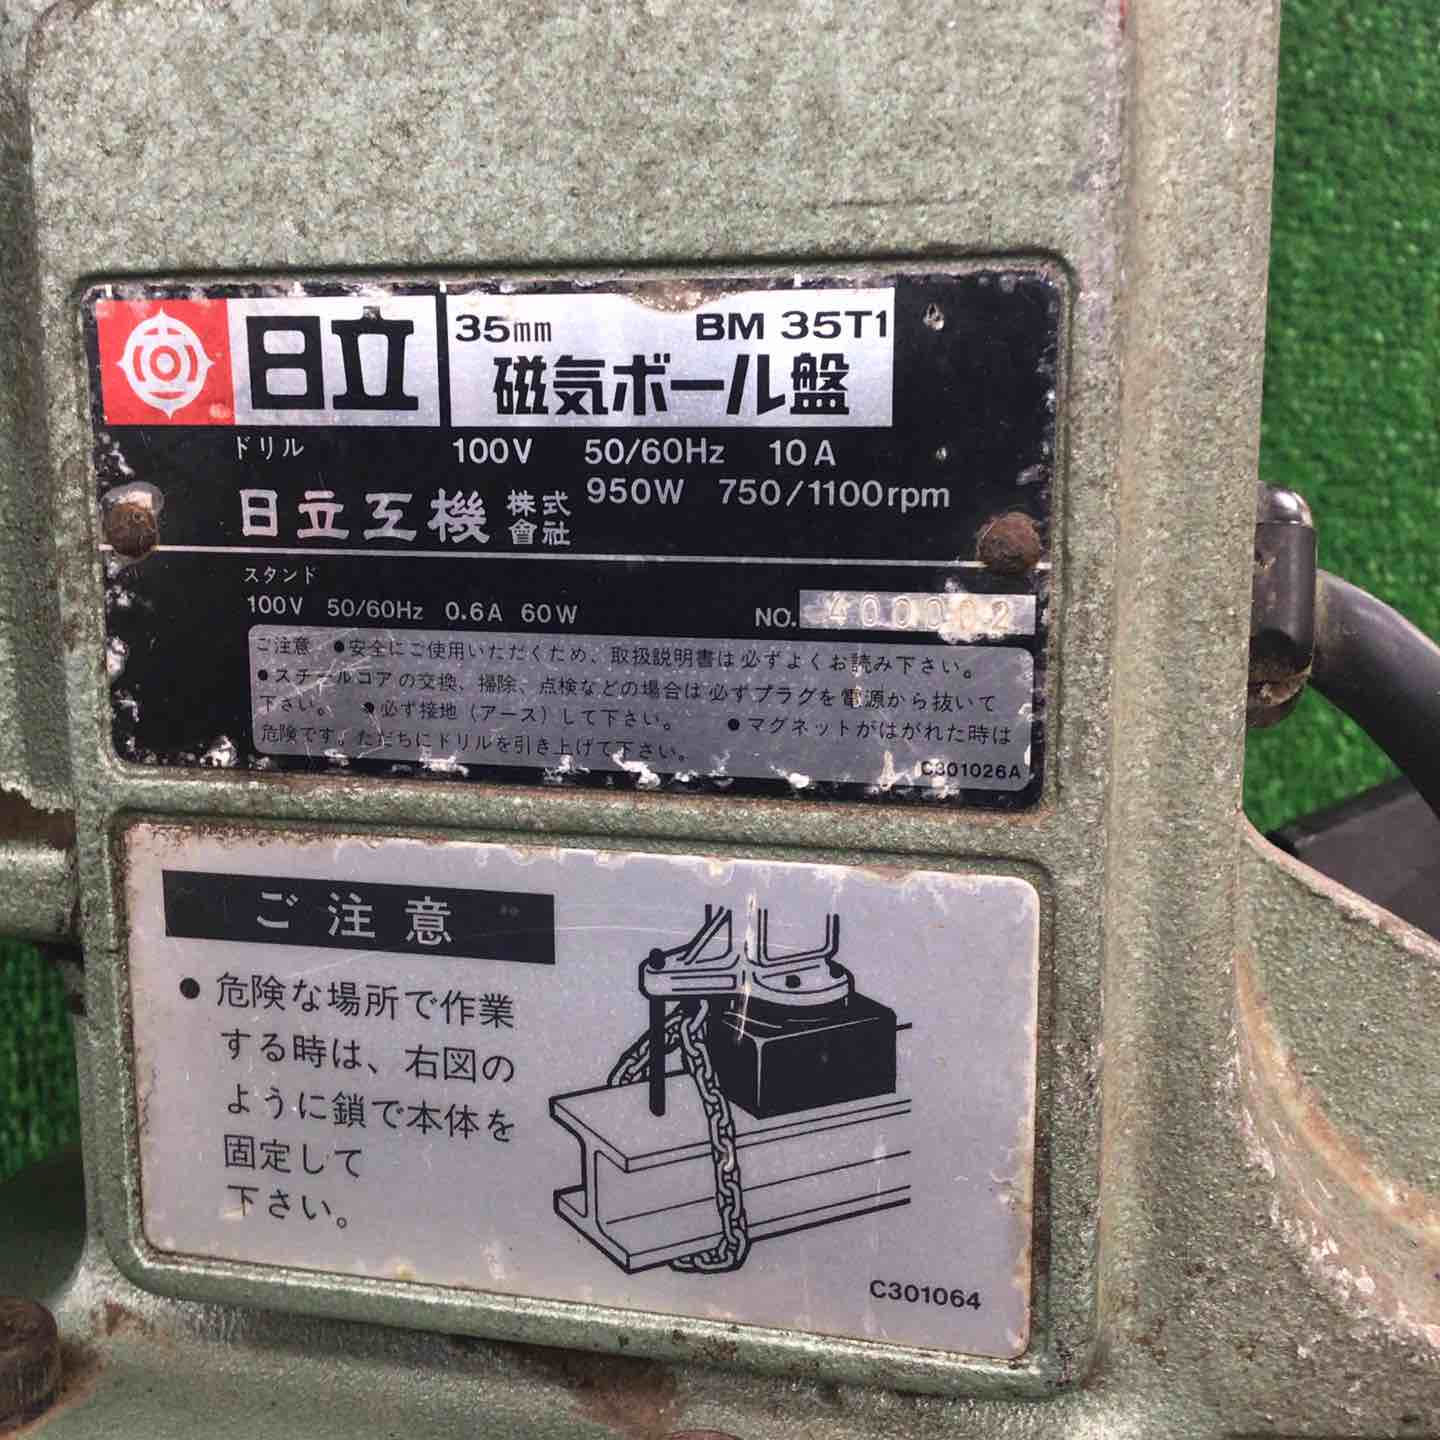 日立
35mm BM 35T1
磁気ボール盤
ドリル 100V 50/60Hz 10A
日立工機 株式會社 950W 750/1100rpm
スタンド
100V 50/60Hz 0.6A 60W NO. 400002
ご注意 ●安全にご使用いただくため、取扱説明書は必ずよくお読み下さい。
●スチールコアの交換、掃除、点検などの場合は必ずプラグを電源から抜いて
下さい。 ●必ず接地(アース)して下さい。 ●マグネットがはがれた時は
危険です。ただちにドリルを引き上げて下さい。
C301026A
ご注意
●危険な場所で作業
する時は、右図の
ように鎖で本体を
固定して
下さい。
C301064